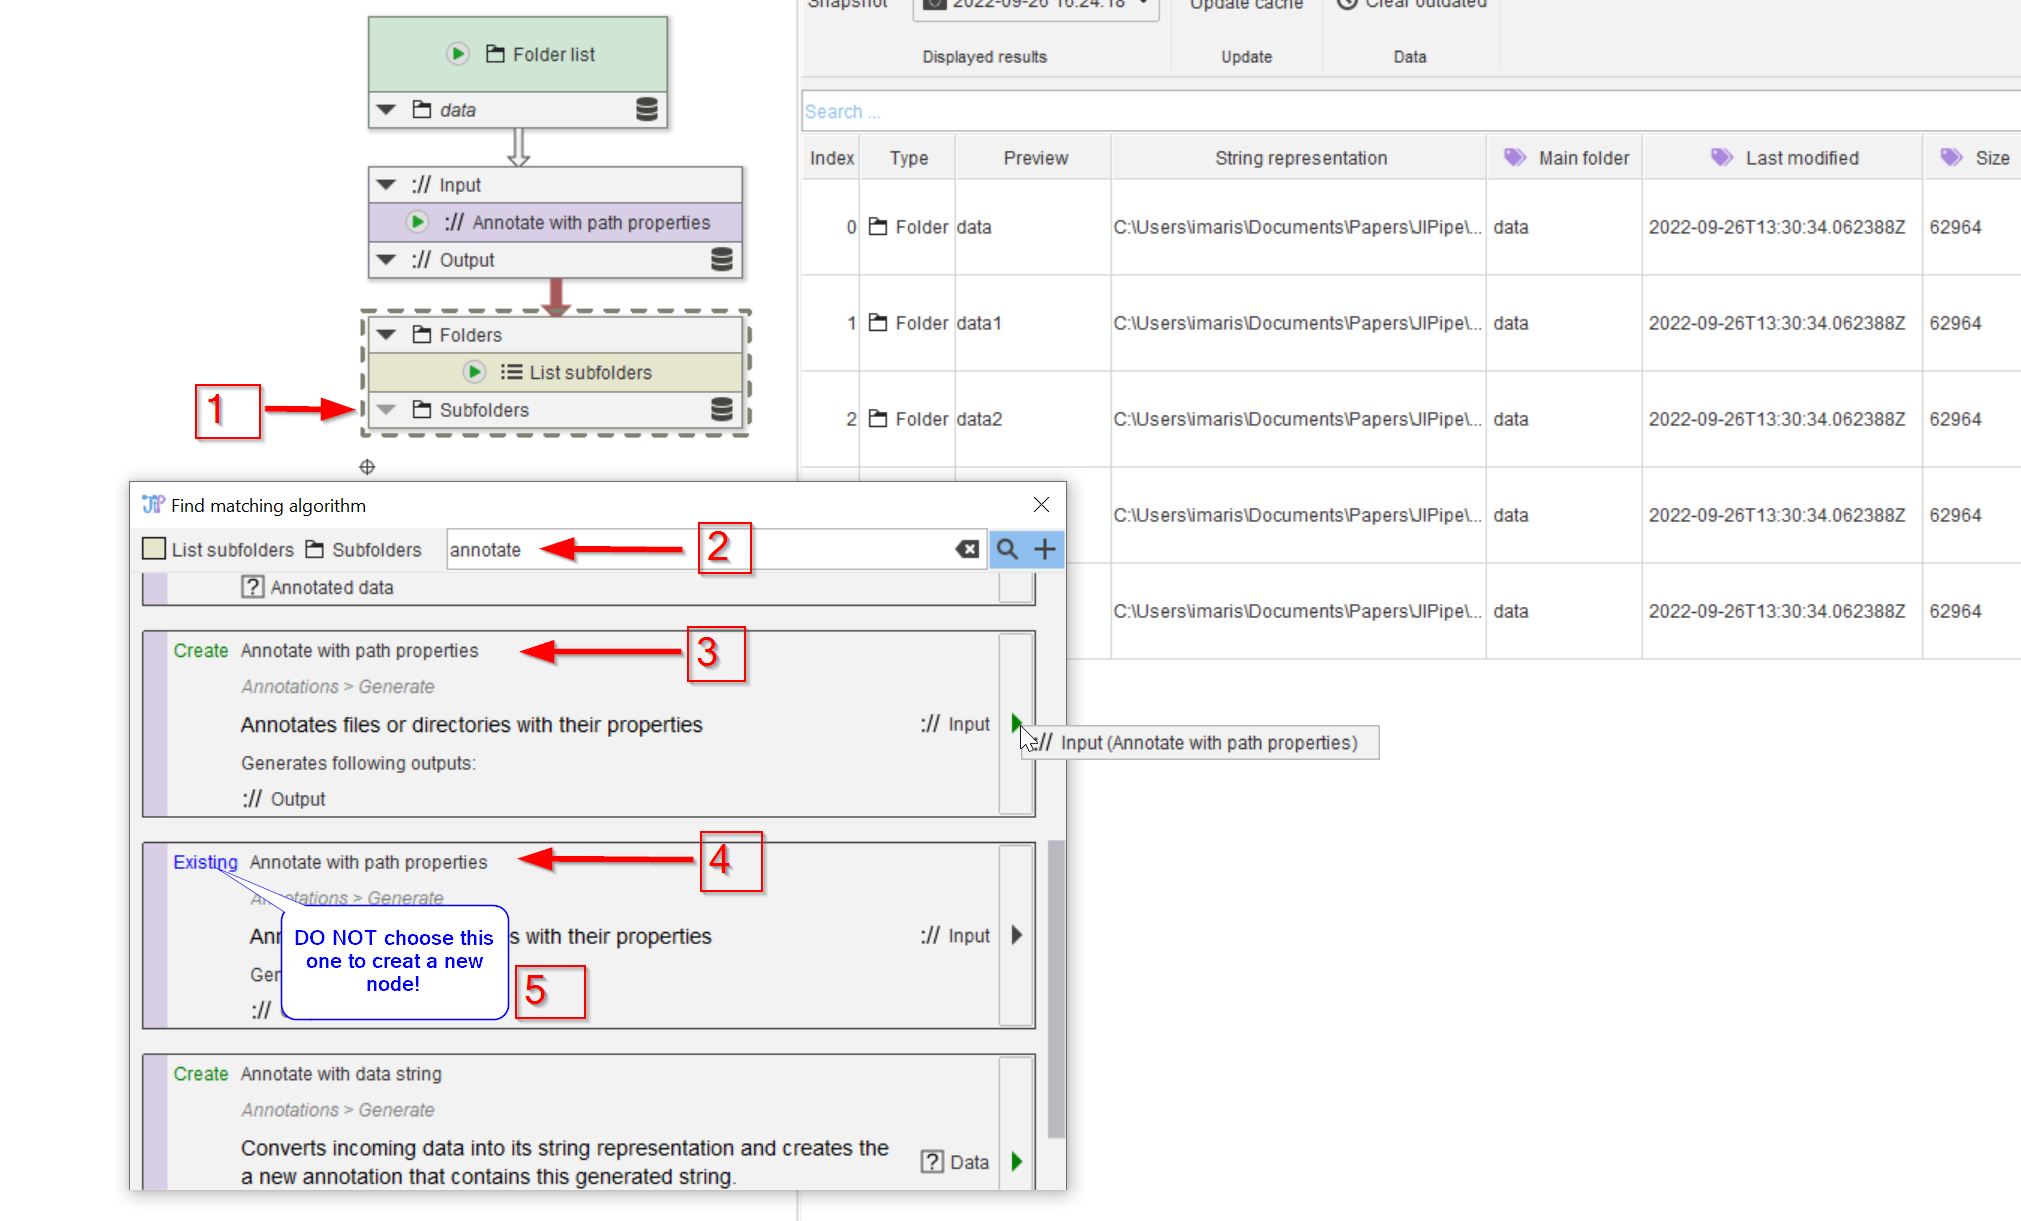 Snapshot 2022-09-26 16:24:18 Update cache Clear outdated
Displayed results Update Data
Folder list
data
:// Input
:// Annotate with path properties
:// Output
Folders
List subfolders
Subfolders
1
Search ...
Index Type Preview String representation Main folder Last modified Size
0 Folder data C:\Users\imaris\Documents\Papers\JIPipe\... data 2022-09-26T13:30:34.062388Z 62964
1 Folder data1 C:\Users\imaris\Documents\Papers\JIPipe\... data 2022-09-26T13:30:34.062388Z 62964
2 Folder data2 C:\Users\imaris\Documents\Papers\JIPipe\... data 2022-09-26T13:30:34.062388Z 62964
C:\Users\imaris\Documents\Papers\JIPipe\... data 2022-09-26T13:30:34.062388Z 62964
C:\Users\imaris\Documents\Papers\JIPipe\... data 2022-09-26T13:30:34.062388Z 62964
JIP Find matching algorithm
List subfolders Subfolders annotate 2
? Annotated data
Create Annotate with path properties 3
Annotations > Generate
Annotates files or directories with their properties :// Input
Generates following outputs:
:// Output
:// Input (Annotate with path properties)
Existing Annotate with path properties 4
An tations > Generate
Anr s with their properties :// Input
Ger
://
DO NOT choose this
one to creat a new
node!
5
Create Annotate with data string
Annotations > Generate
Converts incoming data into its string representation and creates the
a new annotation that contains this generated string.
? Data